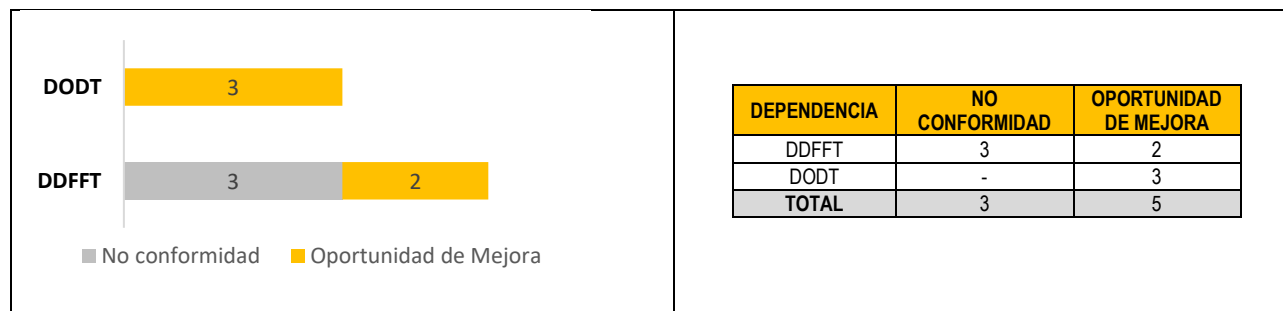 DODT
3
DDFFT
3
2
No conformidad
Oportunidad de Mejora
DEPENDENCIA
NO
CONFORMIDAD
OPORTUNIDAD
DE MEJORA
DDFFT
3
2
DODT
-
3
TOTAL
3
5